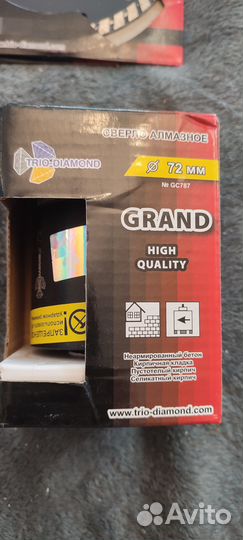 СВЕРЛО АЛМАЗНОЕ
TRIO-DIAMOND
Ø 72 мм
№ GC787
GRAND
HIGH
QUALITY
ЗАПРЕЩЕНО
Неармированный бетон
Кирпичная кладка
Пустотелый кирпич
Силикатный кирпич
www.trio-diamond.com
Avito